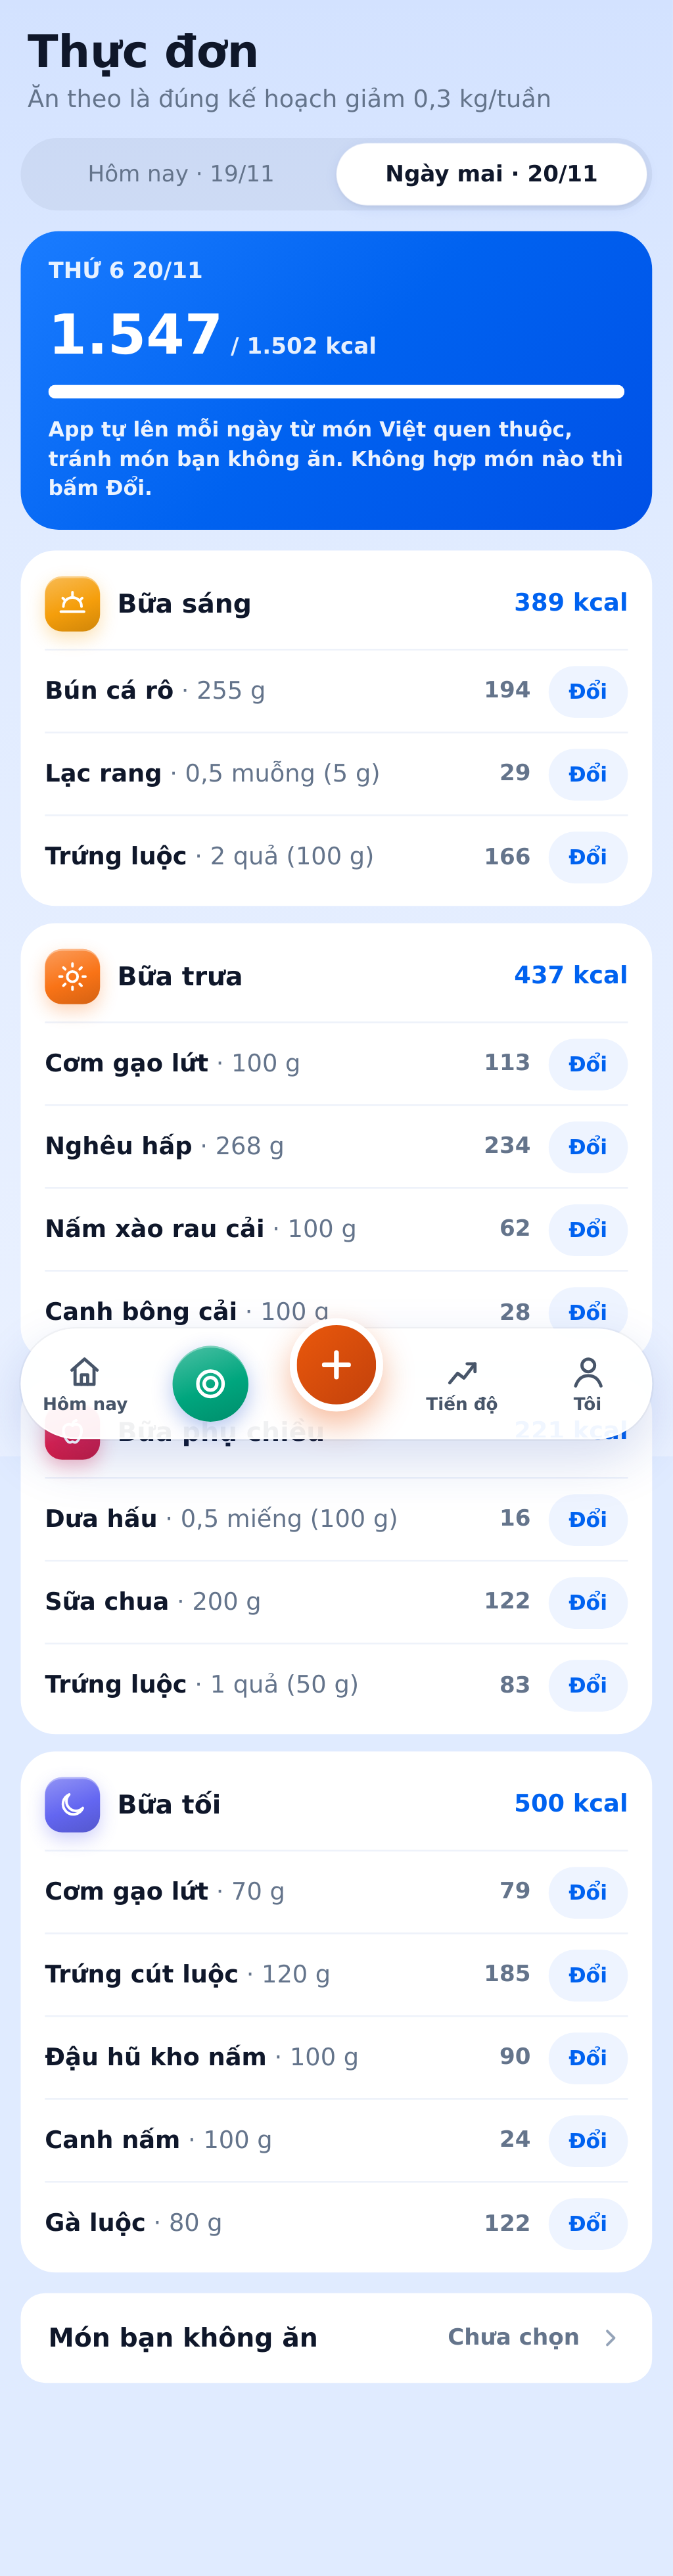 Thực đơn
Ăn theo là đúng kế hoạch giảm 0,3 kg/tuần
Hôm nay · 19/11
Ngày mai · 20/11
THỨ 6 20/11
1.547 / 1.502 kcal
App tự lên mỗi ngày từ món Việt quen thuộc,
tránh món bạn không ăn. Không hợp món nào thì
bấm Đổi.
Bữa sáng 389 kcal
Bún cá rô · 255 g 194 Đổi
Lạc rang · 0,5 muỗng (5 g) 29 Đổi
Trứng luộc · 2 quả (100 g) 166 Đổi
Bữa trưa 437 kcal
Cơm gạo lứt · 100 g 113 Đổi
Nghêu hấp · 268 g 234 Đổi
Nấm xào rau cải · 100 g 62 Đổi
Canh bông cải · 100 g 28 Đổi
Hôm nay
Tiến độ
Tôi
Bữa phụ chiều 221 kcal
Dưa hấu · 0,5 miếng (100 g) 16 Đổi
Sữa chua · 200 g 122 Đổi
Trứng luộc · 1 quả (50 g) 83 Đổi
Bữa tối 500 kcal
Cơm gạo lứt · 70 g 79 Đổi
Trứng cút luộc · 120 g 185 Đổi
Đậu hũ kho nấm · 100 g 90 Đổi
Canh nấm · 100 g 24 Đổi
Gà luộc · 80 g 122 Đổi
Món bạn không ăn Chưa chọn